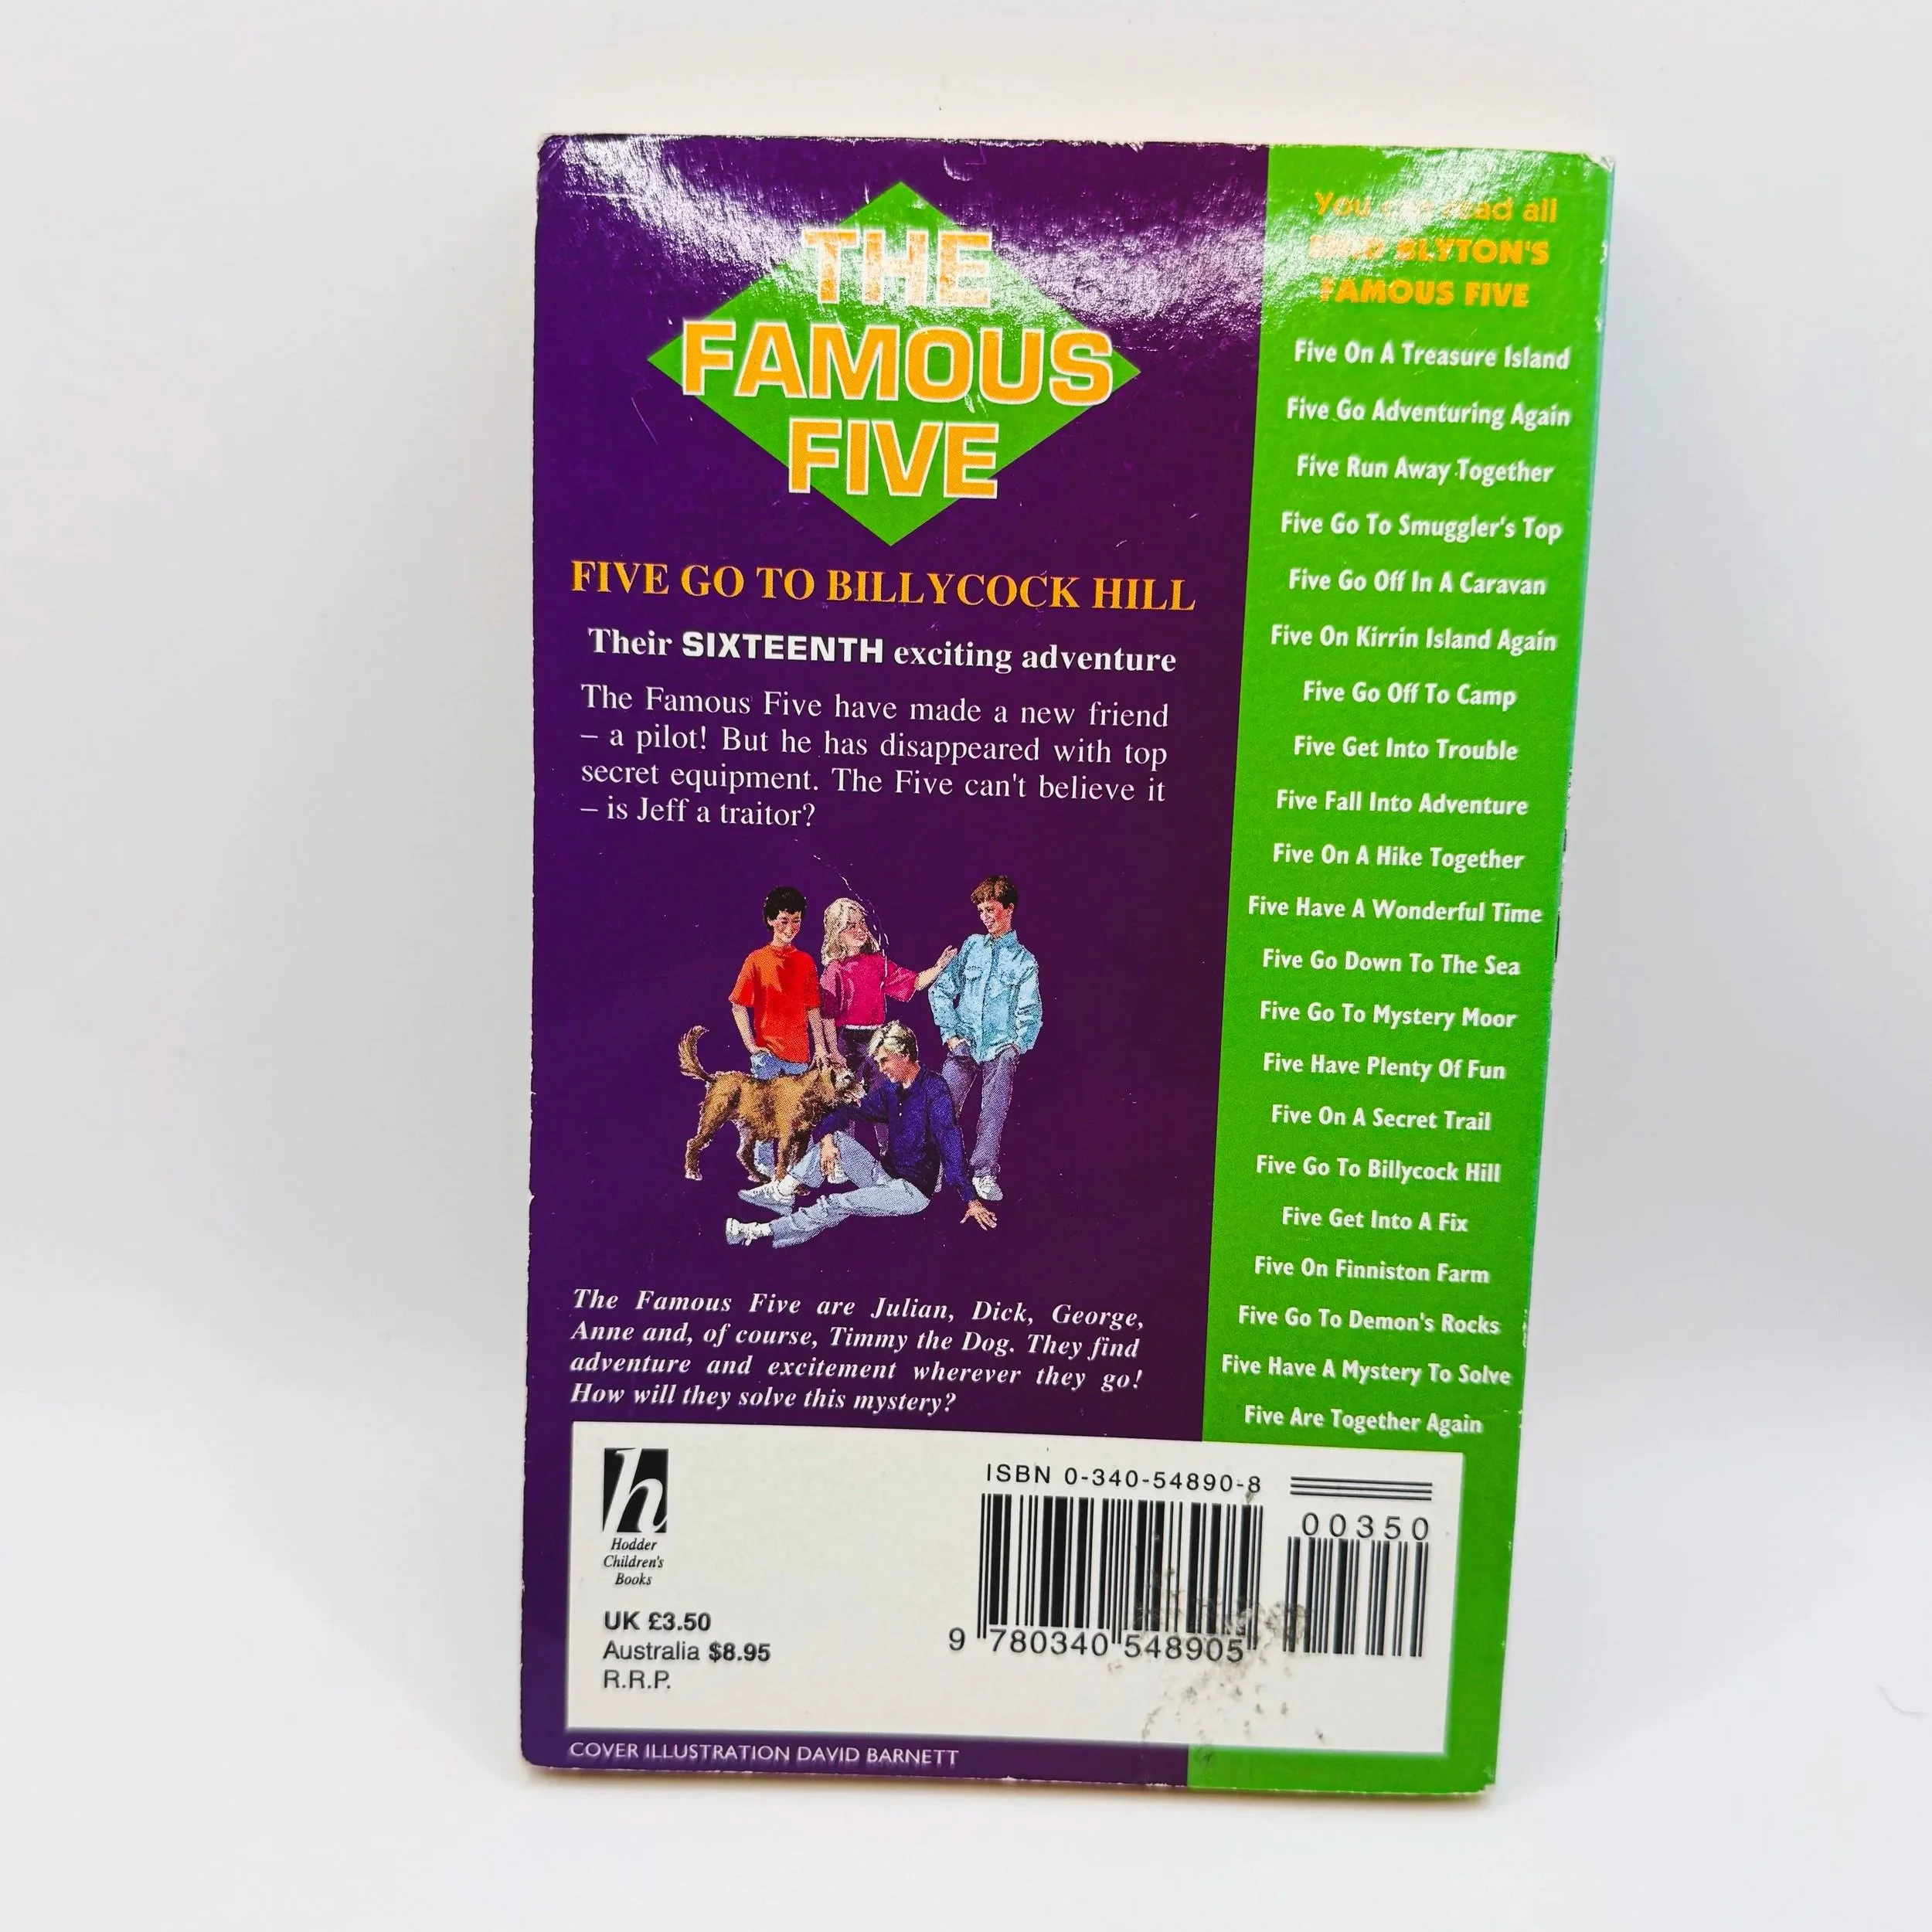 THE
FAMOUS
FIVE
FIVE GO TO BILLYCOCK HILL
Their SIXTEENTH exciting adventure
The Famous Five have made a new friend
– a pilot! But he has disappeared with top
secret equipment. The Five can't believe it
– is Jeff a traitor?
The Famous Five are Julian, Dick, George,
Anne and, of course, Timmy the Dog. They find
adventure and excitement wherever they go!
How will they solve this mystery?
You can read all
ENID BLYTON'S
FAMOUS FIVE
Five On A Treasure Island
Five Go Adventuring Again
Five Run Away Together
Five Go To Smuggler's Top
Five Go Off In A Caravan
Five On Kirrin Island Again
Five Go Off To Camp
Five Get Into Trouble
Five Fall Into Adventure
Five On A Hike Together
Five Have A Wonderful Time
Five Go Down To The Sea
Five Go To Mystery Moor
Five Have Plenty Of Fun
Five On A Secret Trail
Five Go To Billycock Hill
Five Get Into A Fix
Five On Finniston Farm
Five Go To Demon's Rocks
Five Have A Mystery To Solve
Five Are Together Again
h
Hodder
Children's
Books
UK £3.50
Australia $8.95
R.R.P.
ISBN 0-340-54890-8
00350
9 780340 548905
COVER ILLUSTRATION DAVID BARNETT